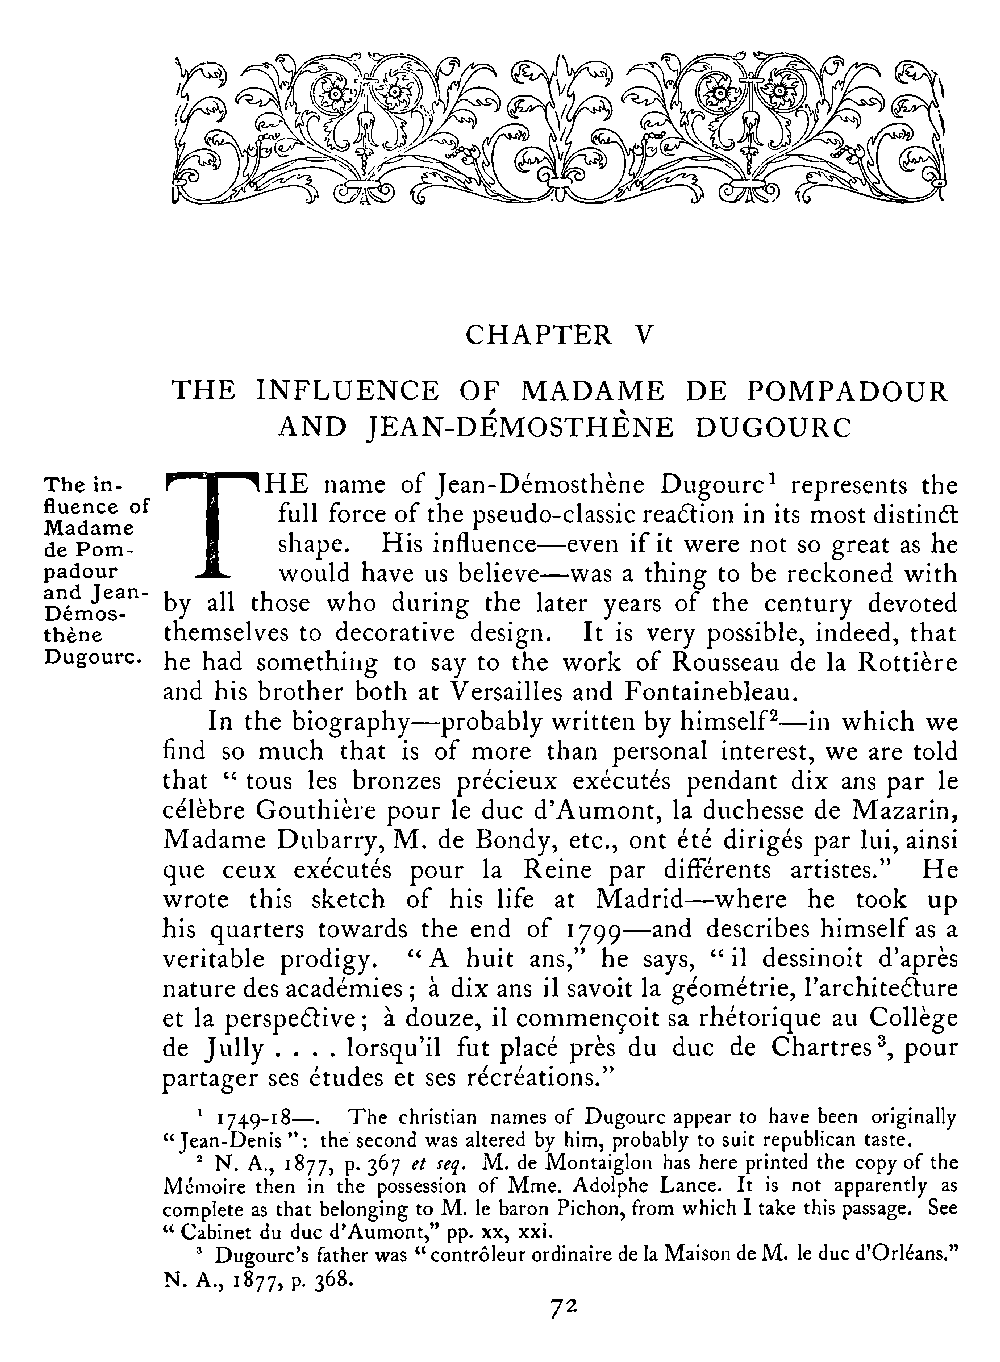 CHAPTER V
THE INFLUENCE OF MADAME DE POMPADOUR
AND JEAN-DÉMOSTHÈNE DUGOURC
The in-
fluence of
Madame
de Pom-
padour
and Jean-
Démos-
thène
Dugourc.
THE name of Jean-Démosthène Dugourc¹ represents the
full force of the pseudo-classic reaction in its most distinct
shape. His influence—even if it were not so great as he
would have us believe—was a thing to be reckoned with
by all those who during the later years of the century devoted
themselves to decorative design. It is very possible, indeed, that
he had something to say to the work of Rousseau de la Rottière
and his brother both at Versailles and Fontainebleau.
In the biography—probably written by himself²—in which we
find so much that is of more than personal interest, we are told
that “ tous les bronzes précieux exécutés pendant dix ans par le
célèbre Gouthière pour le duc d’Aumont, la duchesse de Mazarin,
Madame Dubarry, M. de Bondy, etc., ont été dirigés par lui, ainsi
que ceux exécutés pour la Reine par différents artistes.” He
wrote this sketch of his life at Madrid—where he took up
his quarters towards the end of 1799—and describes himself as a
veritable prodigy. “ A huit ans,” he says, “ il dessinoit d’après
nature des académies ; à dix ans il savoit la géométrie, l’architecture
et la perspective ; à douze, il commençoit sa rhétorique au Collège
de Jully . . . . lorsqu’il fut placé près du duc de Chartres³, pour
partager ses études et ses récréations.”
¹ 1749-18—. The christian names of Dugourc appear to have been originally
“Jean-Denis”: the second was altered by him, probably to suit republican taste.
² N. A., 1877, p. 367 et seq. M. de Montaiglon has here printed the copy of the
Mémoire then in the possession of Mme. Adolphe Lance. It is not apparently as
complete as that belonging to M. le baron Pichon, from which I take this passage. See
“ Cabinet du duc d’Aumont,” pp. xx, xxi.
³ Dugourc’s father was “contrôleur ordinaire de la Maison de M. le duc d’Orléans.”
N. A., 1877, p. 368.
72